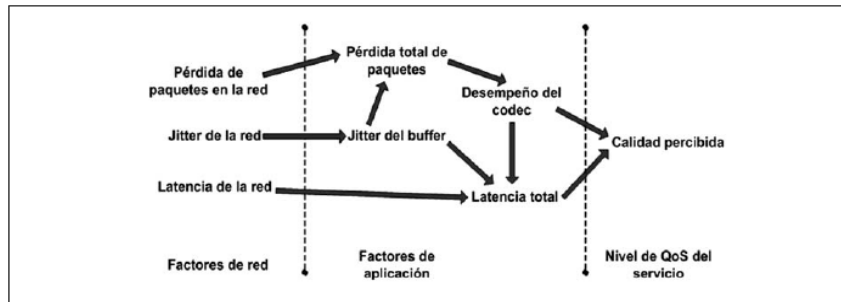 Pérdida de
paquetes en la red
Pérdida total de
paquetes
Desempeño del
codec
Jitter de la red
Jitter del buffer
Calidad percibida
Latencia de la red
Latencia total
Factores de red
Factores de
aplicación
Nivel de QoS del
servicio